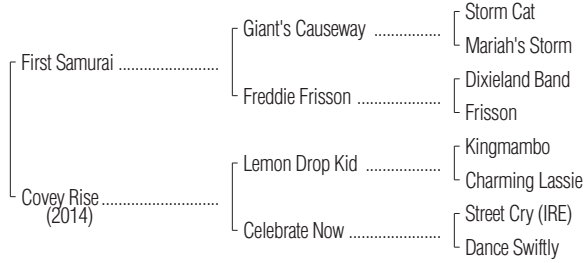 Storm Cat
Giant's Causeway ..................
Mariah's Storm
First Samurai ...........................
Dixieland Band
Freddie Frisson ......................
Frisson
Kingmambo
Lemon Drop Kid ....................
Charming Lassie
Covey Rise ...............................
(2014)
Street Cry (IRE)
Celebrate Now .......................
Dance Swiftly